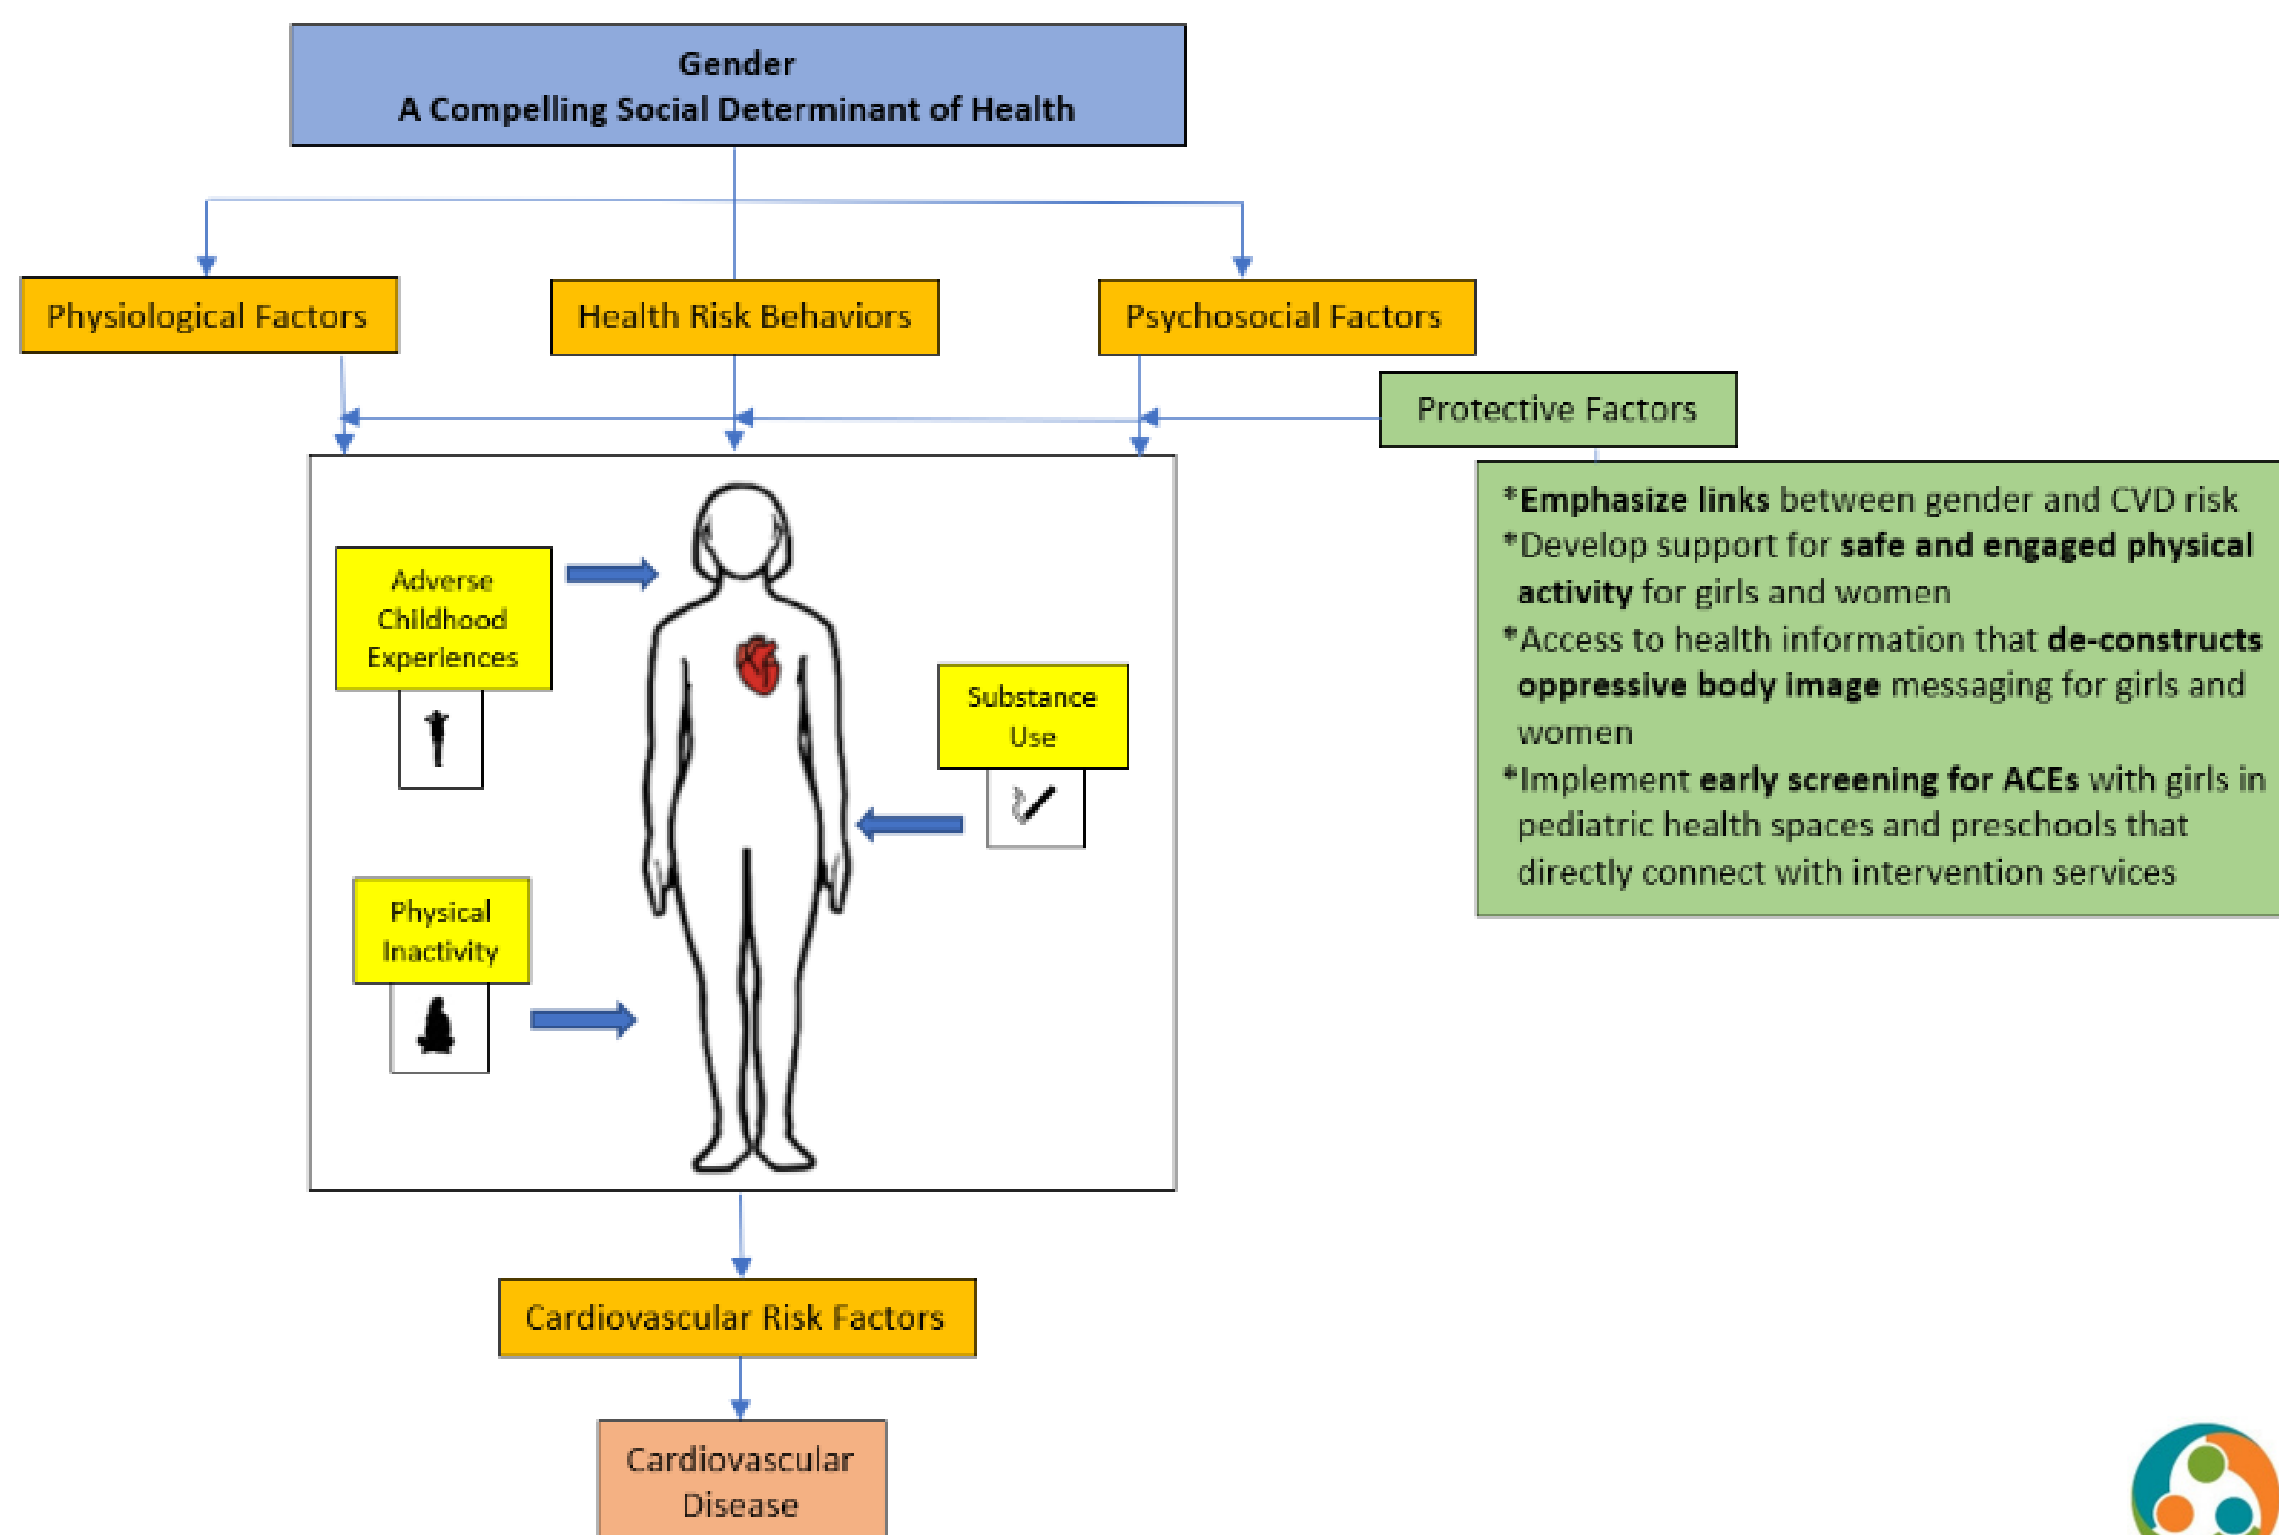 Gender
A Compelling Social Determinant of Health
Physiological Factors
Health Risk Behaviors
Psychosocial Factors
Protective Factors
*Emphasize links between gender and CVD risk
*Develop support for safe and engaged physical
activity for girls and women
*Access to health information that de-constructs
oppressive body image messaging for girls and
women
*Implement early screening for ACEs with girls in
pediatric health spaces and preschools that
directly connect with intervention services
Adverse
Childhood
Experiences
Substance
Use
Physical
Inactivity
Cardiovascular Risk Factors
Cardiovascular
Disease